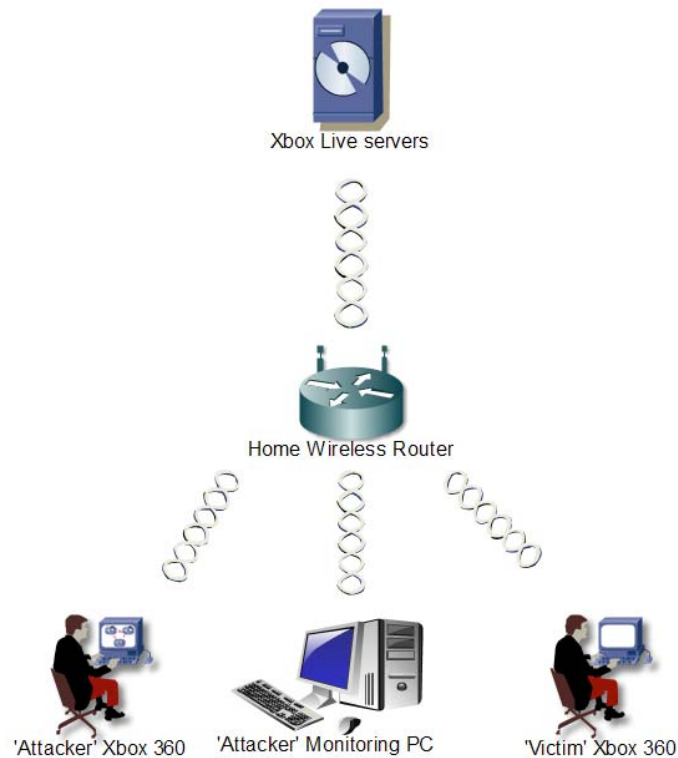 Xbox Live servers
Home Wireless Router
'Attacker' Xbox 360
'Attacker' Monitoring PC
'Victim' Xbox 360